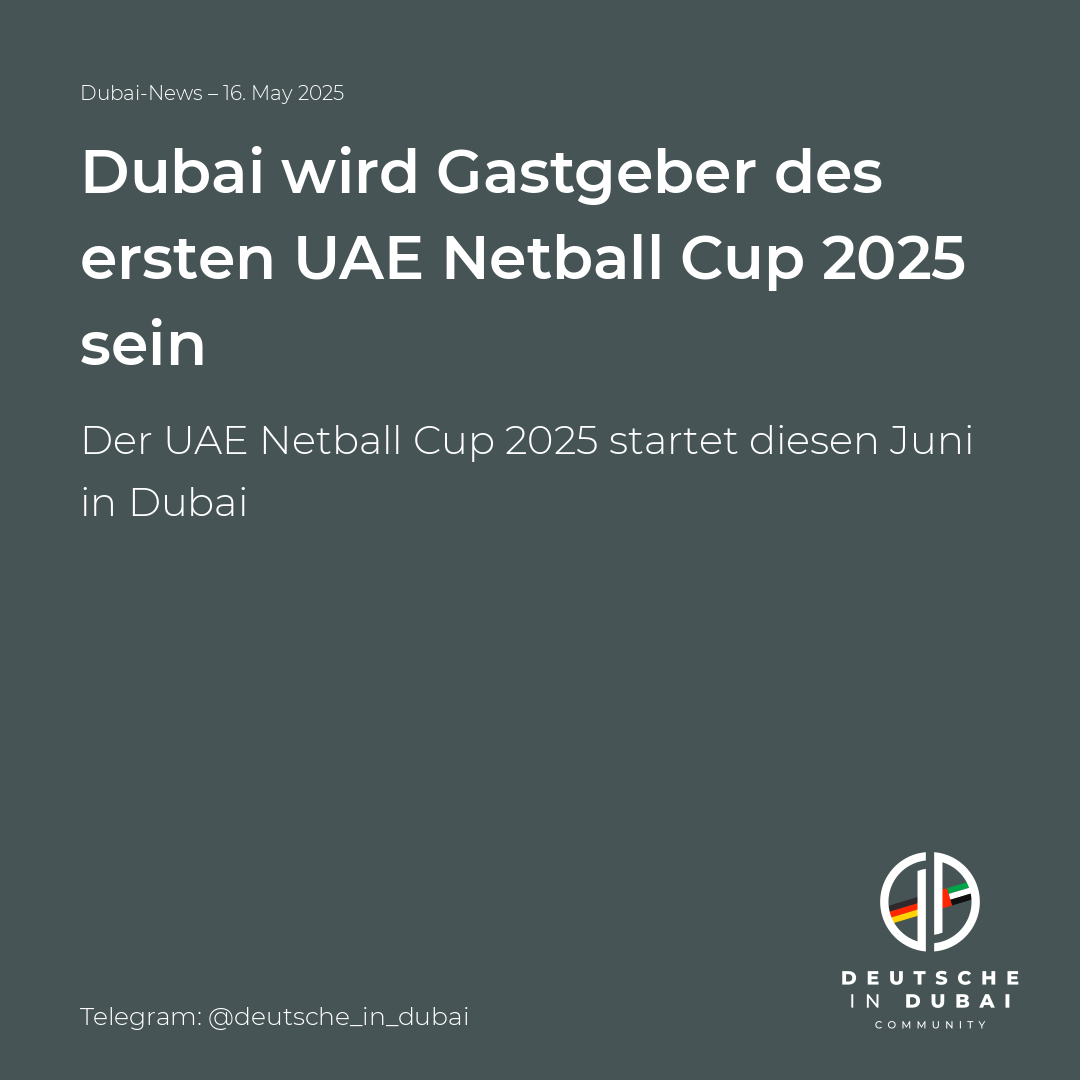 Dubai-News – 16. May 2025
Dubai wird Gastgeber des
ersten UAE Netball Cup 2025
sein
Der UAE Netball Cup 2025 startet diesen Juni
in Dubai
DEUTSCHE
IN DUBAI
COMMUNITY
Telegram: @deutsche_in_dubai